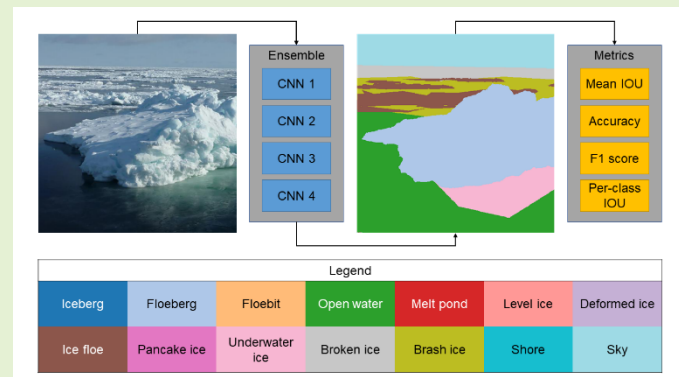 Ensemble
CNN 1
CNN 2
CNN 3
CNN 4
Metrics
Mean IOU
Accuracy
F1 score
Per-class
IOU
Legend
Iceberg
Floeberg
Floebit
Open water
Melt pond
Level ice
Deformed ice
Ice floe
Pancake ice
Underwater
ice
Broken ice
Brash ice
Shore
Sky